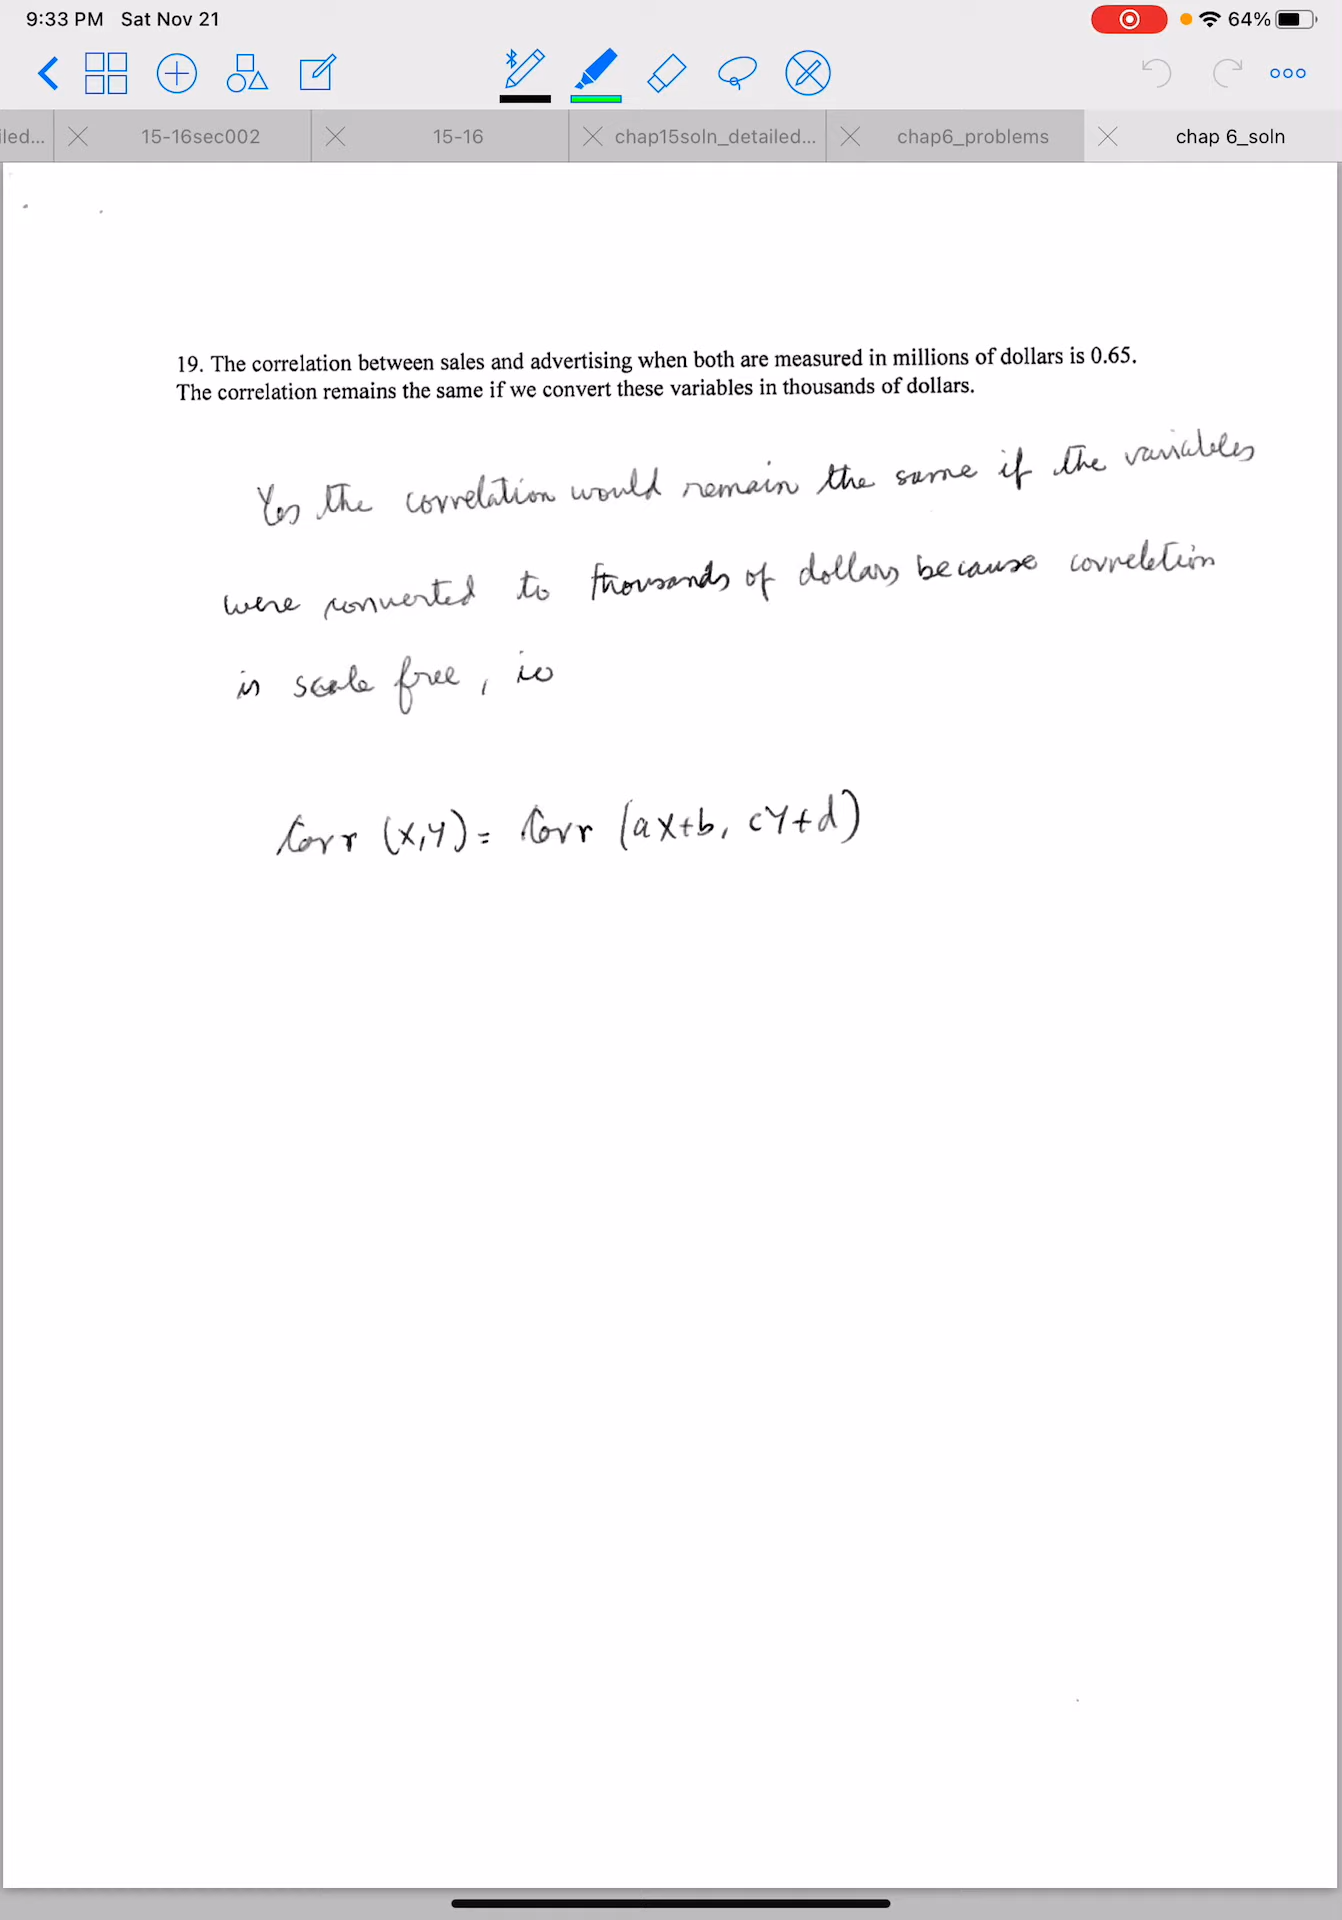 9:33 PM Sat Nov 21
64%
iled...
15-16sec002
15-16
chap15soln_detailed...
chap6_problems
chap 6_soln
19. The correlation between sales and advertising when both are measured in millions of dollars is 0.65.
The correlation remains the same if we convert these variables in thousands of dollars.
Yes the correlation would remain the same if the variables
were converted to thousands of dollars because correletion
is scale free, ie
Corr (X,Y) = Corr (aX+b, cY+d)